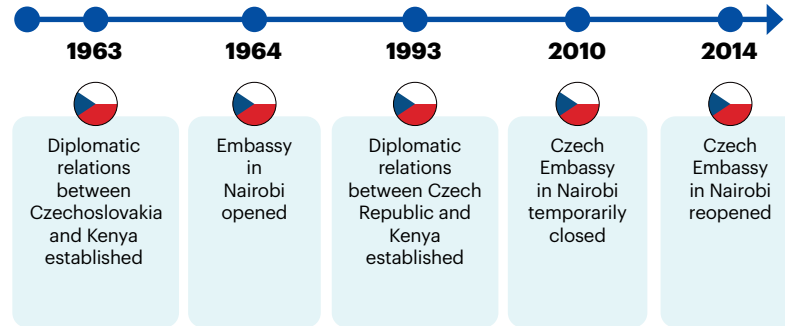 1963
1964
1993
2010
2014
Diplomatic
relations
between
Czechoslovakia
and Kenya
established
Embassy
in
Nairobi
opened
Diplomatic
relations
between Czech
Republic and
Kenya
established
Czech
Embassy
in Nairobi
temporarily
closed
Czech
Embassy
in Nairobi
reopened